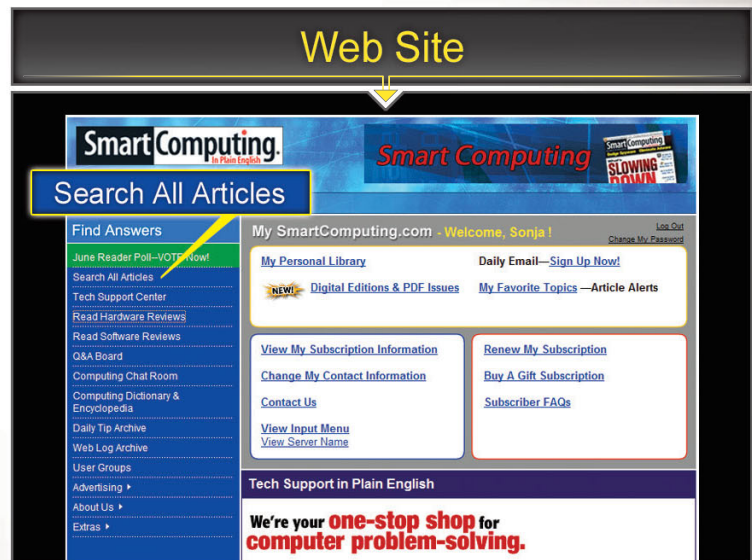 Web Site
Smart Computing.
In Plain English
Smart Computing
Smart Computing
SLOWING
DOWN
Search All Articles
Find Answers
June Reader Poll--VOTE Now!
Search All Articles
Tech Support Center
Read Hardware Reviews
Read Software Reviews
Q&A Board
Computing Chat Room
Computing Dictionary &
Encyclopedia
Daily Tip Archive
Web Log Archive
User Groups
Advertising
About Us
Extras
My SmartComputing.com - Welcome, Sonja !
Log Out
Change My Password
My Personal Library
Daily Email—Sign Up Now!
NEW! Digital Editions & PDF Issues
My Favorite Topics —Article Alerts
View My Subscription Information
Change My Contact Information
Contact Us
View Input Menu
View Server Name
Renew My Subscription
Buy A Gift Subscription
Subscriber FAQs
Tech Support in Plain English
We're your one-stop shop for
computer problem-solving.